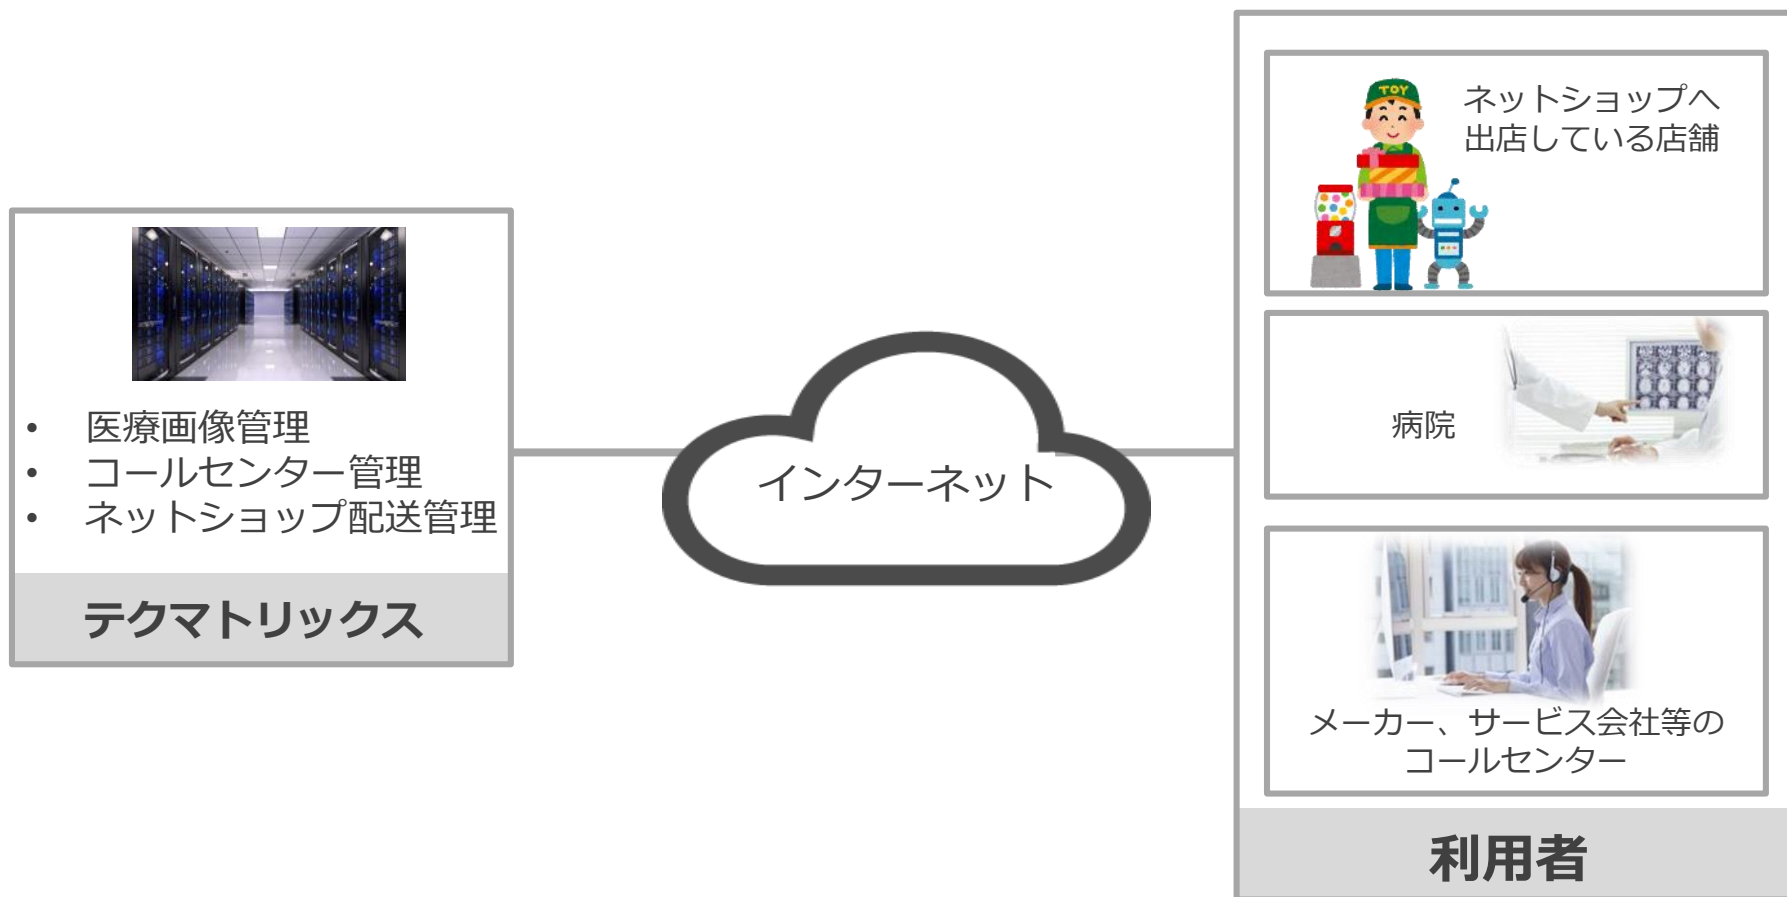 • 医療画像管理
• コールセンター管理
• ネットショップ配送管理
テクマトリックス
インターネット
TOY
ネットショップへ
出店している店舗
病院
メーカー、サービス会社等の
コールセンター
利用者